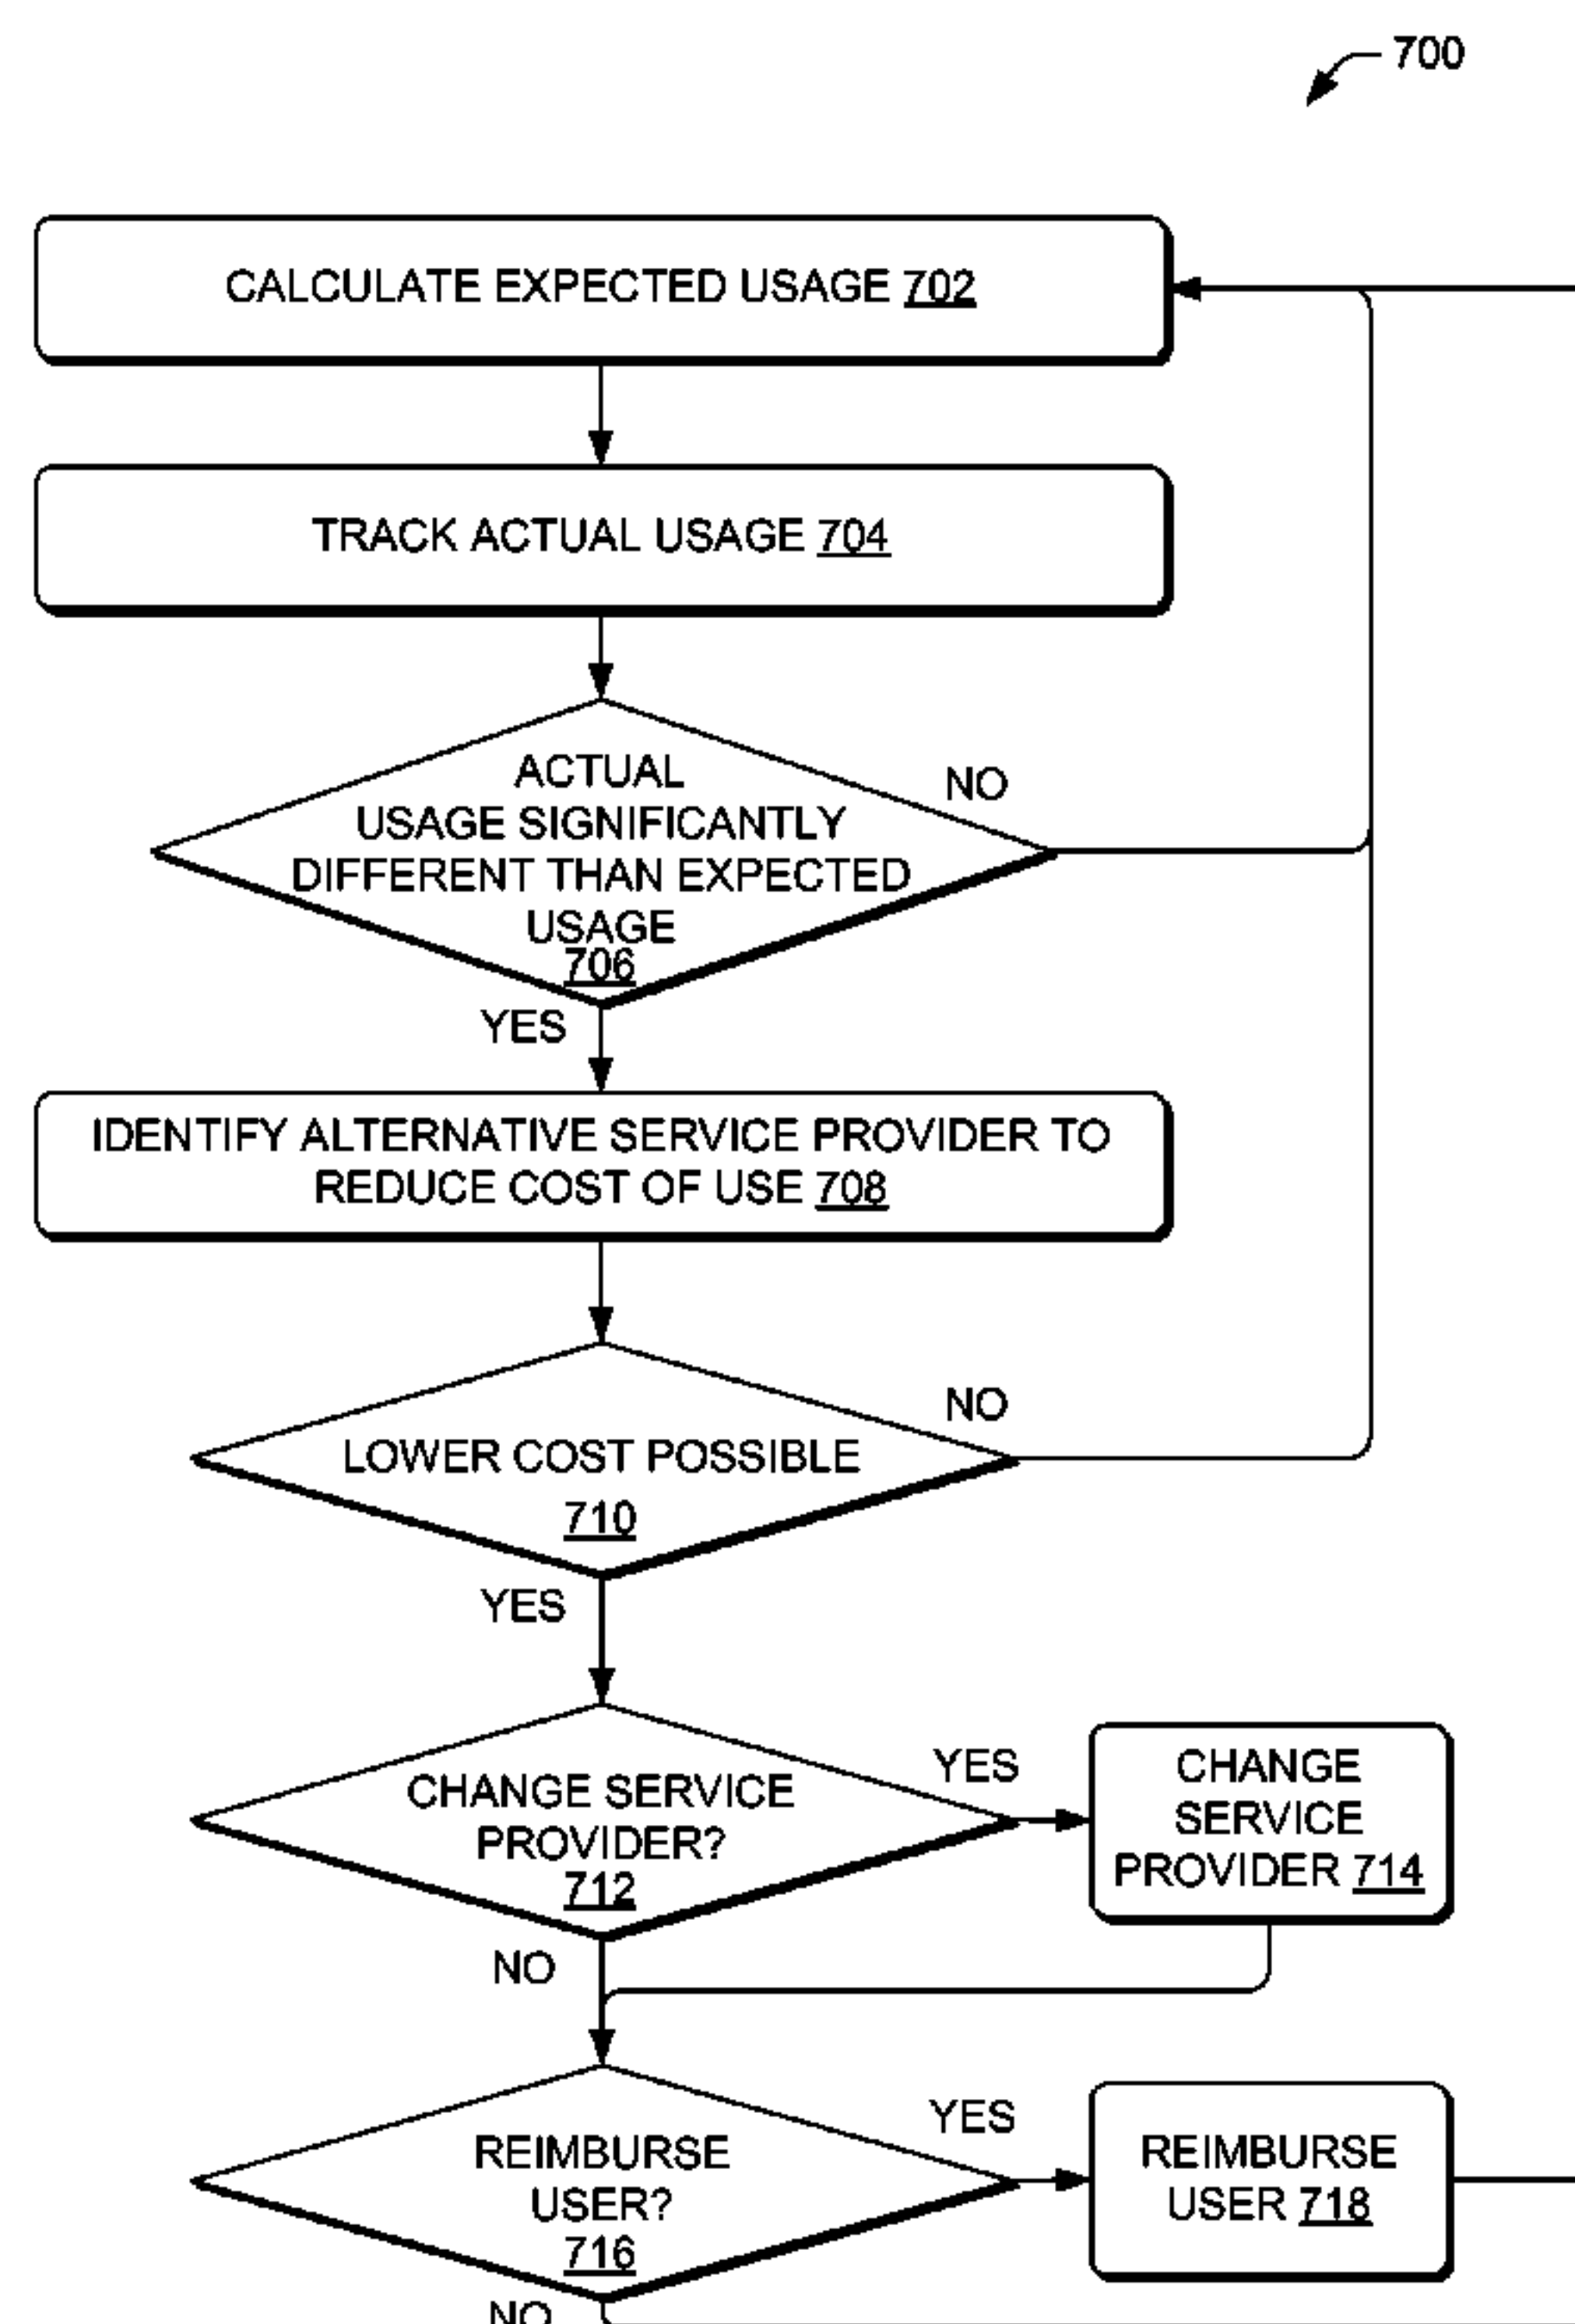 700
CALCULATE EXPECTED USAGE 702
TRACK ACTUAL USAGE 704
ACTUAL
USAGE SIGNIFICANTLY
DIFFERENT THAN EXPECTED
USAGE
706
NO
YES
IDENTIFY ALTERNATIVE SERVICE PROVIDER TO
REDUCE COST OF USE 708
LOWER COST POSSIBLE
710
NO
YES
CHANGE SERVICE
PROVIDER?
712
YES
CHANGE
SERVICE
PROVIDER 714
NO
REIMBURSE
USER?
716
YES
REIMBURSE
USER 718
NO